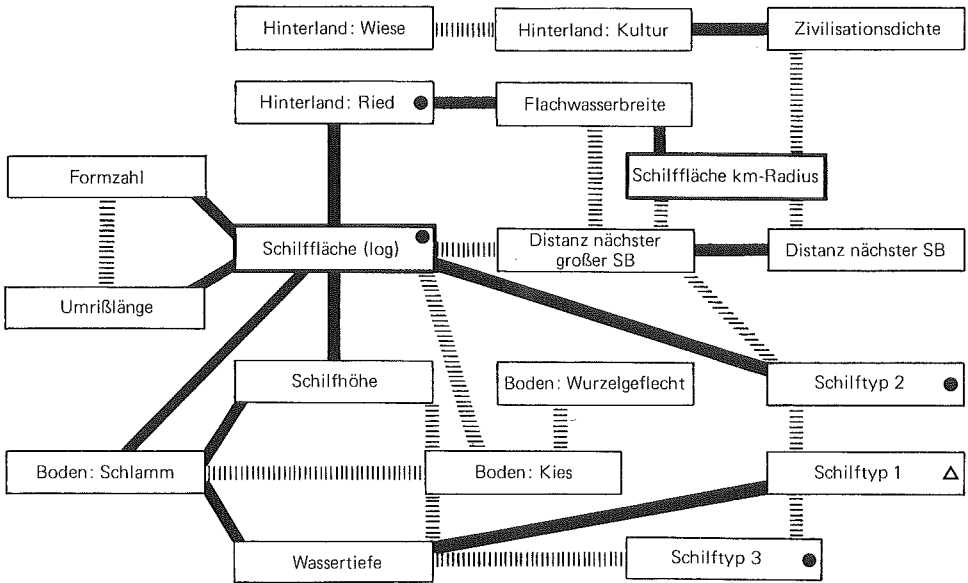 Hinterland: Wiese
Hinterland: Kultur
Zivilisationsdichte
Hinterland: Ried
Flachwasserbreite
Formzahl
Schilffläche km-Radius
Schilffläche (log)
Distanz nächster
großer SB
Distanz nächster SB
Umrißlänge
Schilfhöhe
Boden: Wurzelgeflecht
Schilftyp 2
Boden: Schlamm
Boden: Kies
Schilftyp 1
Wassertiefe
Schilftyp 3